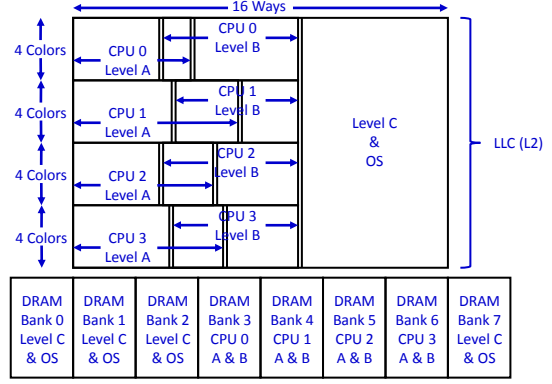 16 Ways
4 Colors
CPU 0
Level A
CPU 0
Level B
4 Colors
CPU 1
Level A
CPU 1
Level B
4 Colors
CPU 2
Level A
CPU 2
Level B
4 Colors
CPU 3
Level A
CPU 3
Level B
Level C
&
OS
LLC (L2)
DRAM
Bank 0
Level C
& OS
DRAM
Bank 1
Level C
& OS
DRAM
Bank 2
Level C
& OS
DRAM
Bank 3
CPU 0
A & B
DRAM
Bank 4
CPU 1
A & B
DRAM
Bank 5
CPU 2
A & B
DRAM
Bank 6
CPU 3
A & B
DRAM
Bank 7
Level C
& OS